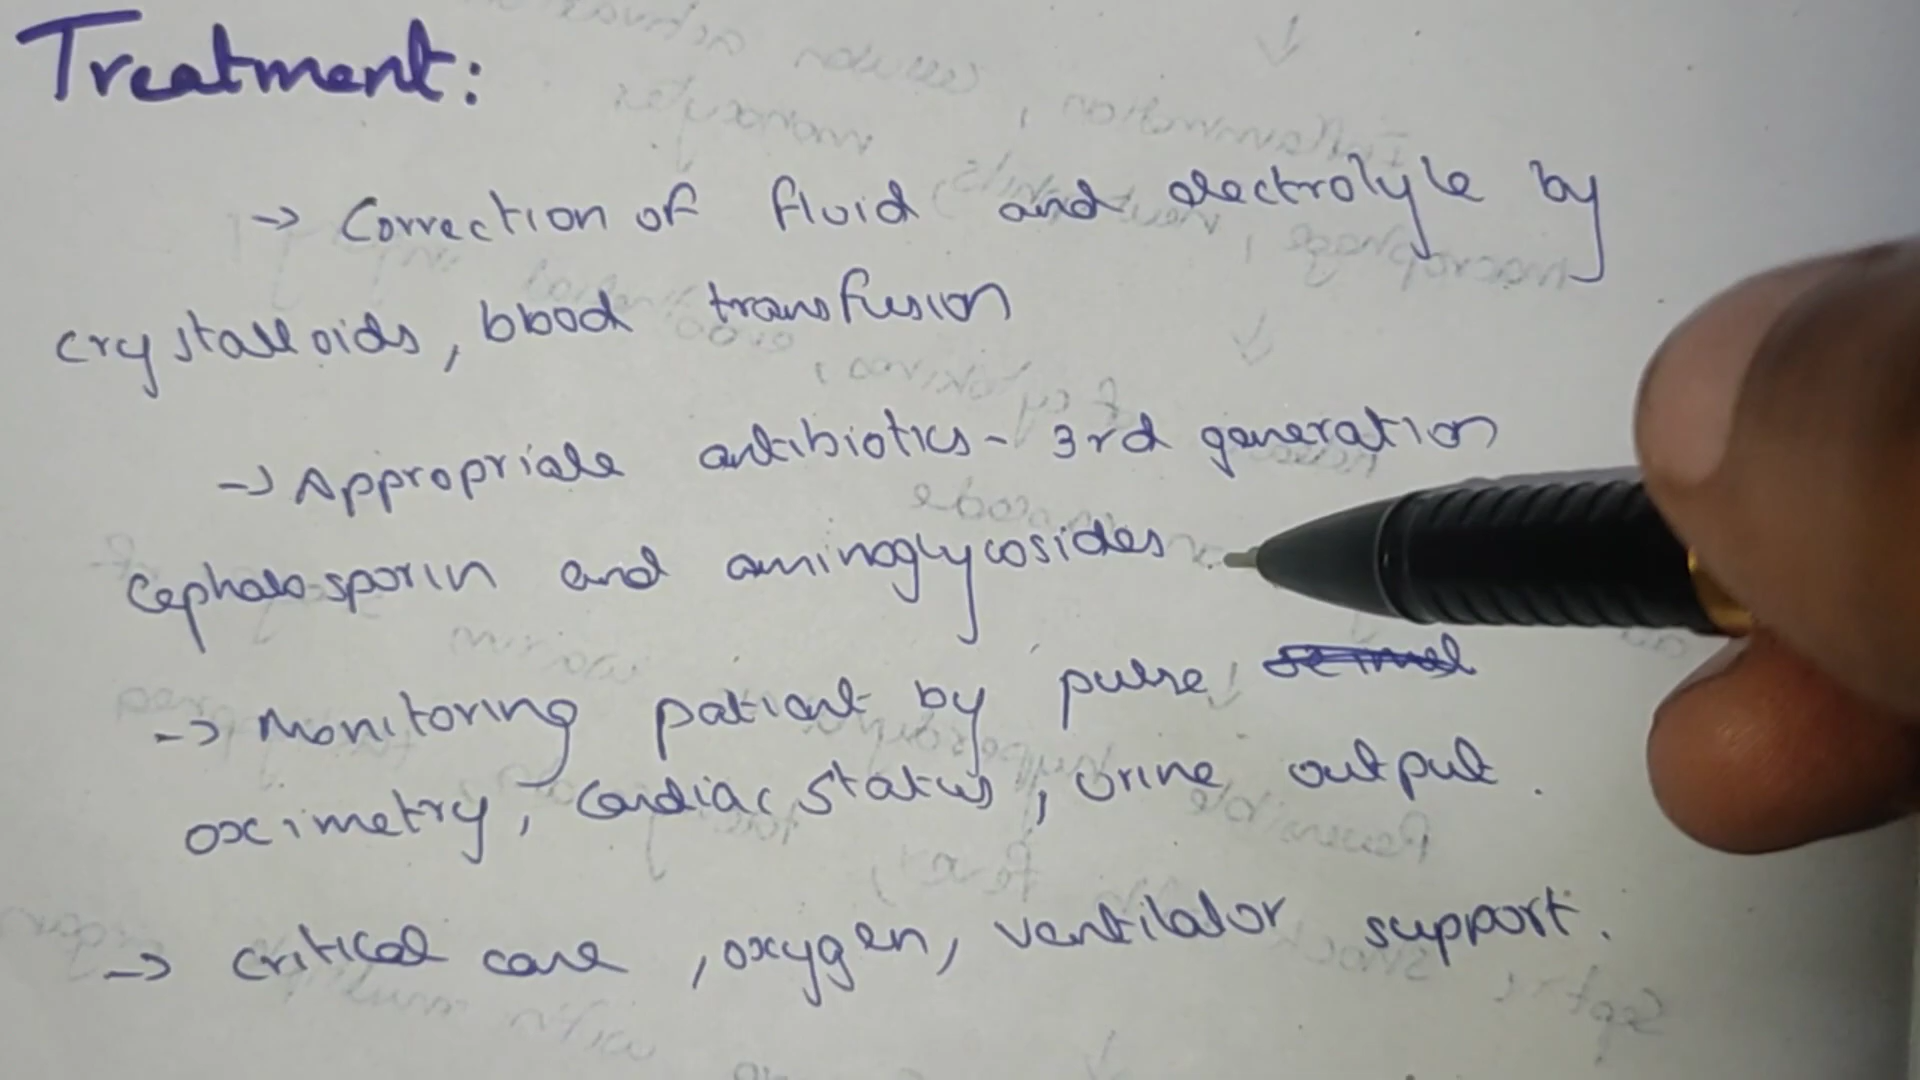 Treatment:
→ Correction of fluid and electrolyte by
crystalloids, blood transfusion
→ Appropriate antibiotics - 3rd generation
Cephalosporin and aminoglycosides
→ Monitoring patient by pulse
oximetry, Cardiac status, urine output.
→ critical care, oxygen, ventilator support.